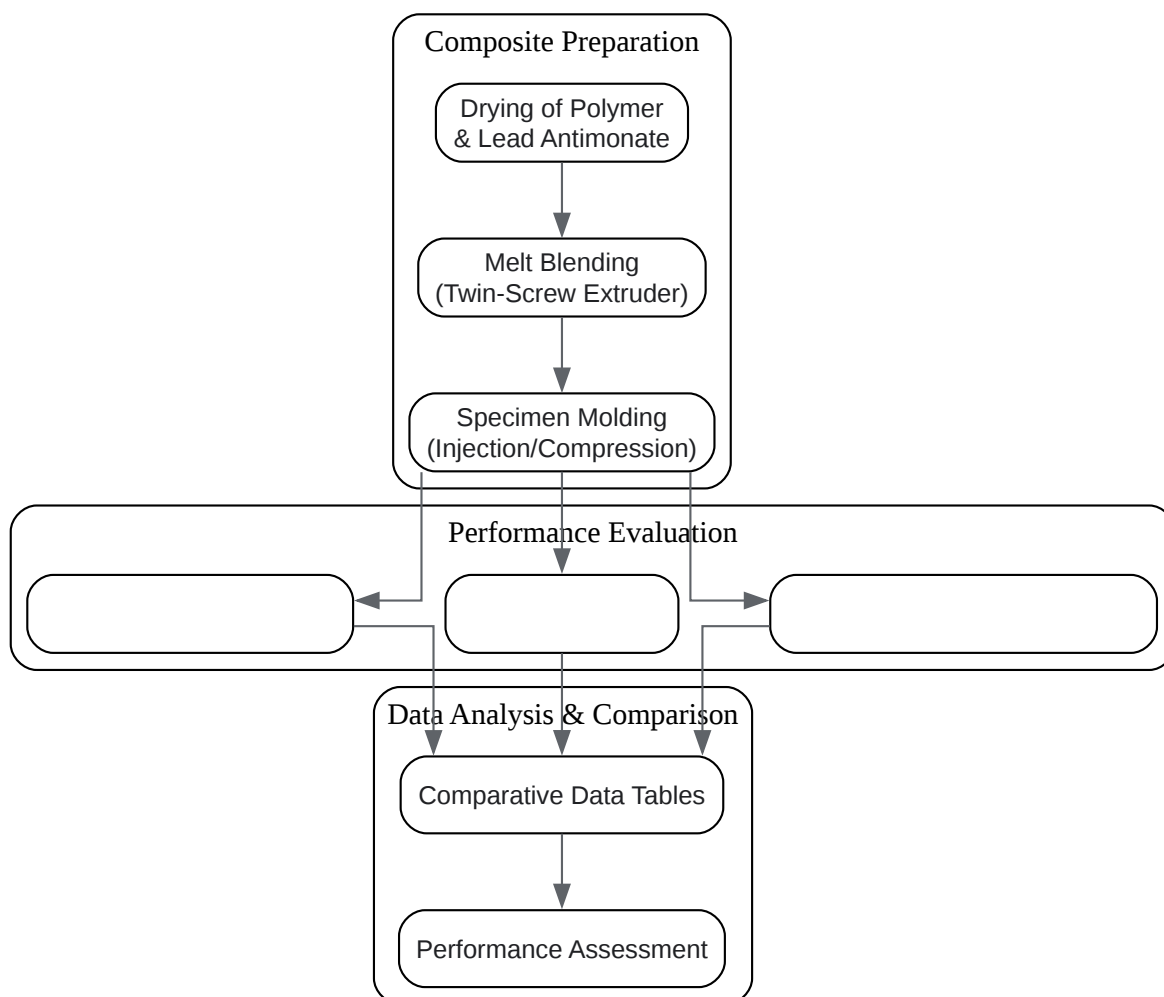 Composite Preparation
Drying of Polymer
& Lead Antimonate
Melt Blending
(Twin-Screw Extruder)
Specimen Molding
(Injection/Compression)
Performance Evaluation
Data Analysis & Comparison
Comparative Data Tables
Performance Assessment